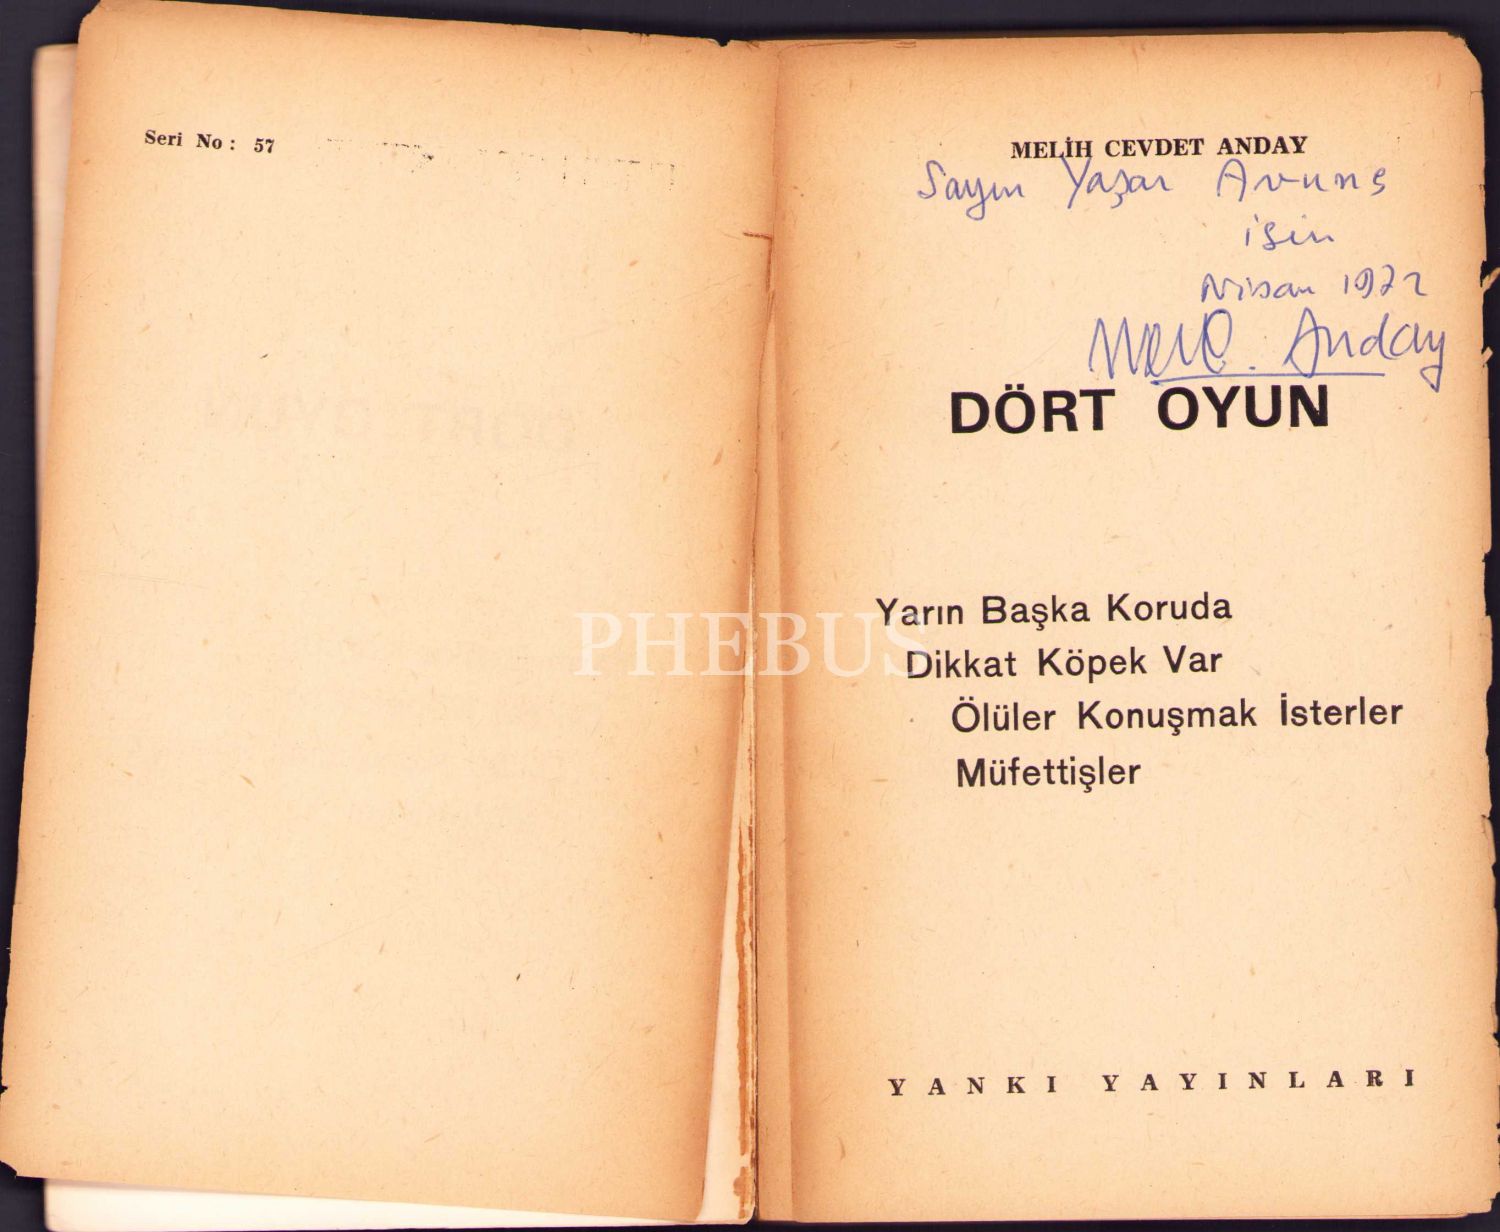 Seri No : 57
MELİH CEVDET ANDAY
Sayın Yaşar Avunç
için
Nisan 1972
M. C. Anday
DÖRT OYUN
Yarın Başka Koruda
PHEBUS
Dikkat Köpek Var
Ölüler Konuşmak İsterler
Müfettişler
YANKI YAYINLARI